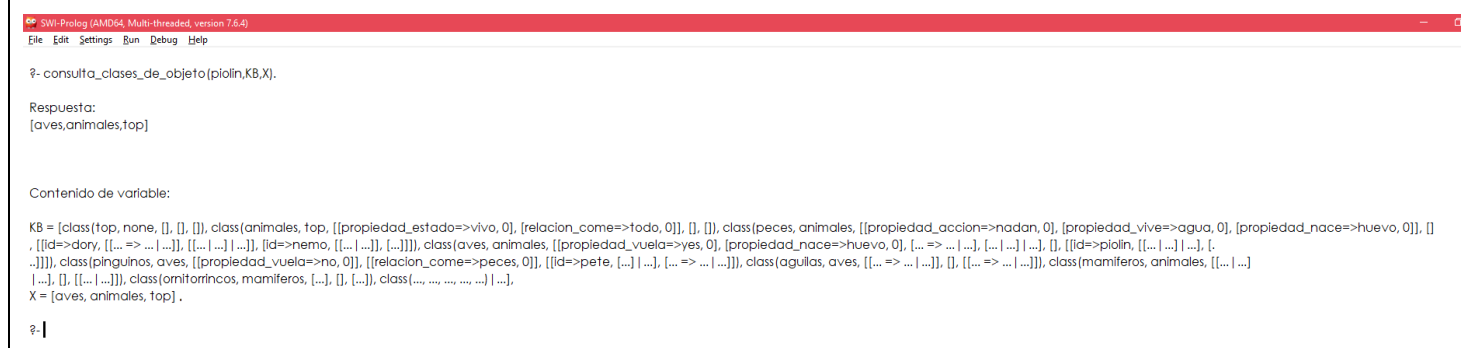 SWI-Prolog (AMD64, Multi-threaded, version 7.6.4)
File Edit Settings Run Debug Help
?- consulta_clases_de_objeto(piolin,KB,X).
Respuesta:
[aves,animales,top]
Contenido de variable:
KB = [class(top, none, [], [], []), class(animales, top, [[propiedad_estado=>vivo, 0], [relacion_come=>todo, 0]], [], []), class(peces, animales, [[propiedad_accion=>nadan, 0], [propiedad_vive=>agua, 0], [propiedad_nace=>huevo, 0]], []
, [[id=>dory, [[... => ... | ...]], [[... | ...] | ...]], [id=>nemo, [[... | ...]], [...]]]), class(aves, animales, [[propiedad_vuela=>yes, 0], [propiedad_nace=>huevo, 0], [... => ... | ...], [... | ...] | ...], [], [[id=>piolin, [[... | ...] | ...], [.
..]]]), class(pinguinos, aves, [[propiedad_vuela=>no, 0]], [[relacion_come=>peces, 0]], [[id=>pete, [...] | ...], [... => ... | ...]]), class(aguilas, aves, [[... => ... | ...]], [], [[... => ... | ...]]), class(mamiferos, animales, [[... | ...]
| ...], [], [[... | ...]]), class(ornitorrincos, mamiferos, [...], [], [...]), class(..., ..., ..., ..., ...) | ...],
X = [aves, animales, top] .
?-